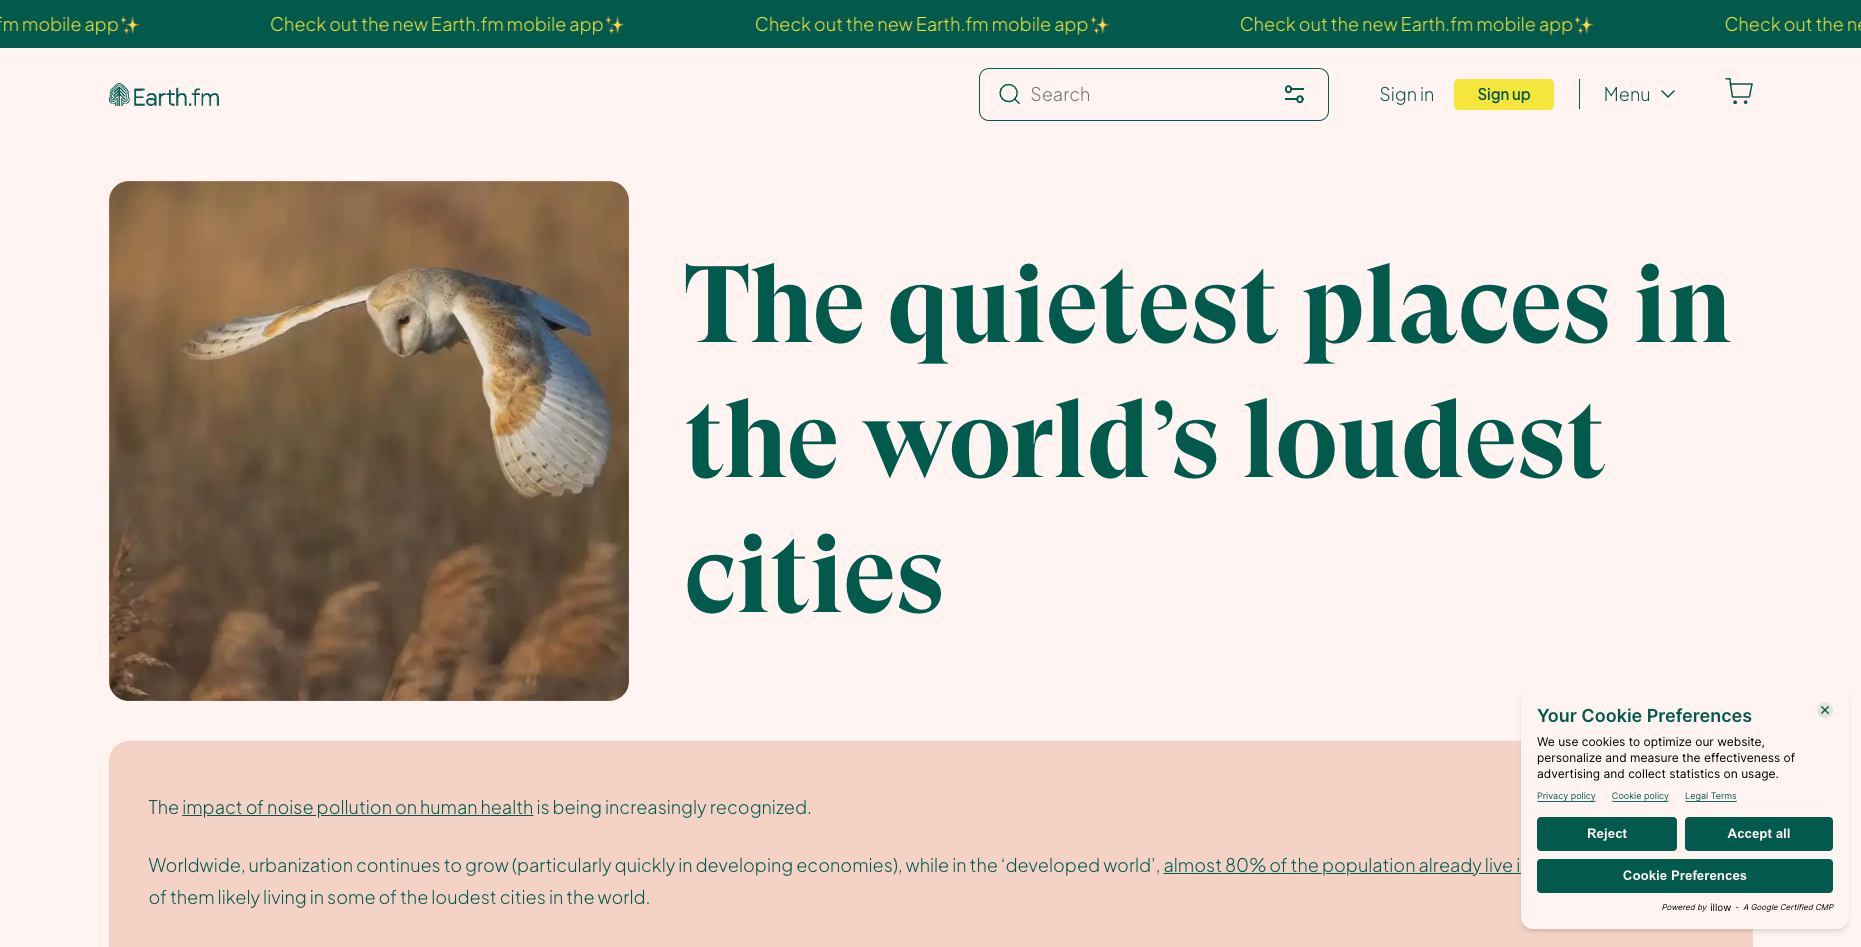 fm mobile app✨ Check out the new Earth.fm mobile app✨ Check out the new Earth.fm mobile app✨ Check out the new Earth.fm mobile app✨ Check out the ne
Earth.fm
Search
Sign in
Sign up
Menu
The quietest places in
the world’s loudest
cities
The impact of noise pollution on human health is being increasingly recognized.
Worldwide, urbanization continues to grow (particularly quickly in developing economies), while in the ‘developed world’, almost 80% of the population already live i
of them likely living in some of the loudest cities in the world.
Your Cookie Preferences
We use cookies to optimize our website,
personalize and measure the effectiveness of
advertising and collect statistics on usage.
Privacy policy Cookie policy Legal Terms
Reject Accept all
Cookie Preferences
Powered by illow - A Google Certified CMP